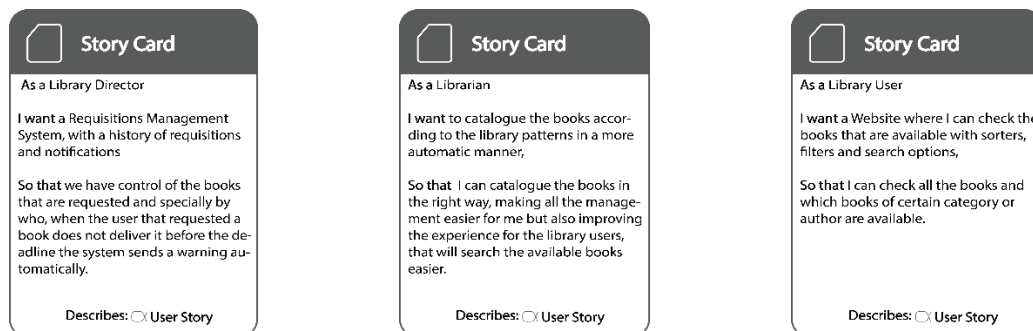 Story Card
As a Library Director
I want a Requisitions Management
System, with a history of requisitions
and notifications
So that we have control of the books
that are requested and specially by
who, when the user that requested a
book does not deliver it before the de-
adline the system sends a warning au-
tomatically.
Describes: User Story
Story Card
As a Librarian
I want to catalogue the books accor-
ding to the library patterns in a more
automatic manner,
So that I can catalogue the books in
the right way, making all the manage-
ment easier for me but also improving
the experience for the library users,
that will search the available books
easier.
Describes: User Story
Story Card
As a Library User
I want a Website where I can check the
books that are available with sorters,
filters and search options,
So that I can check all the books and
which books of certain category or
author are available.
Describes: User Story